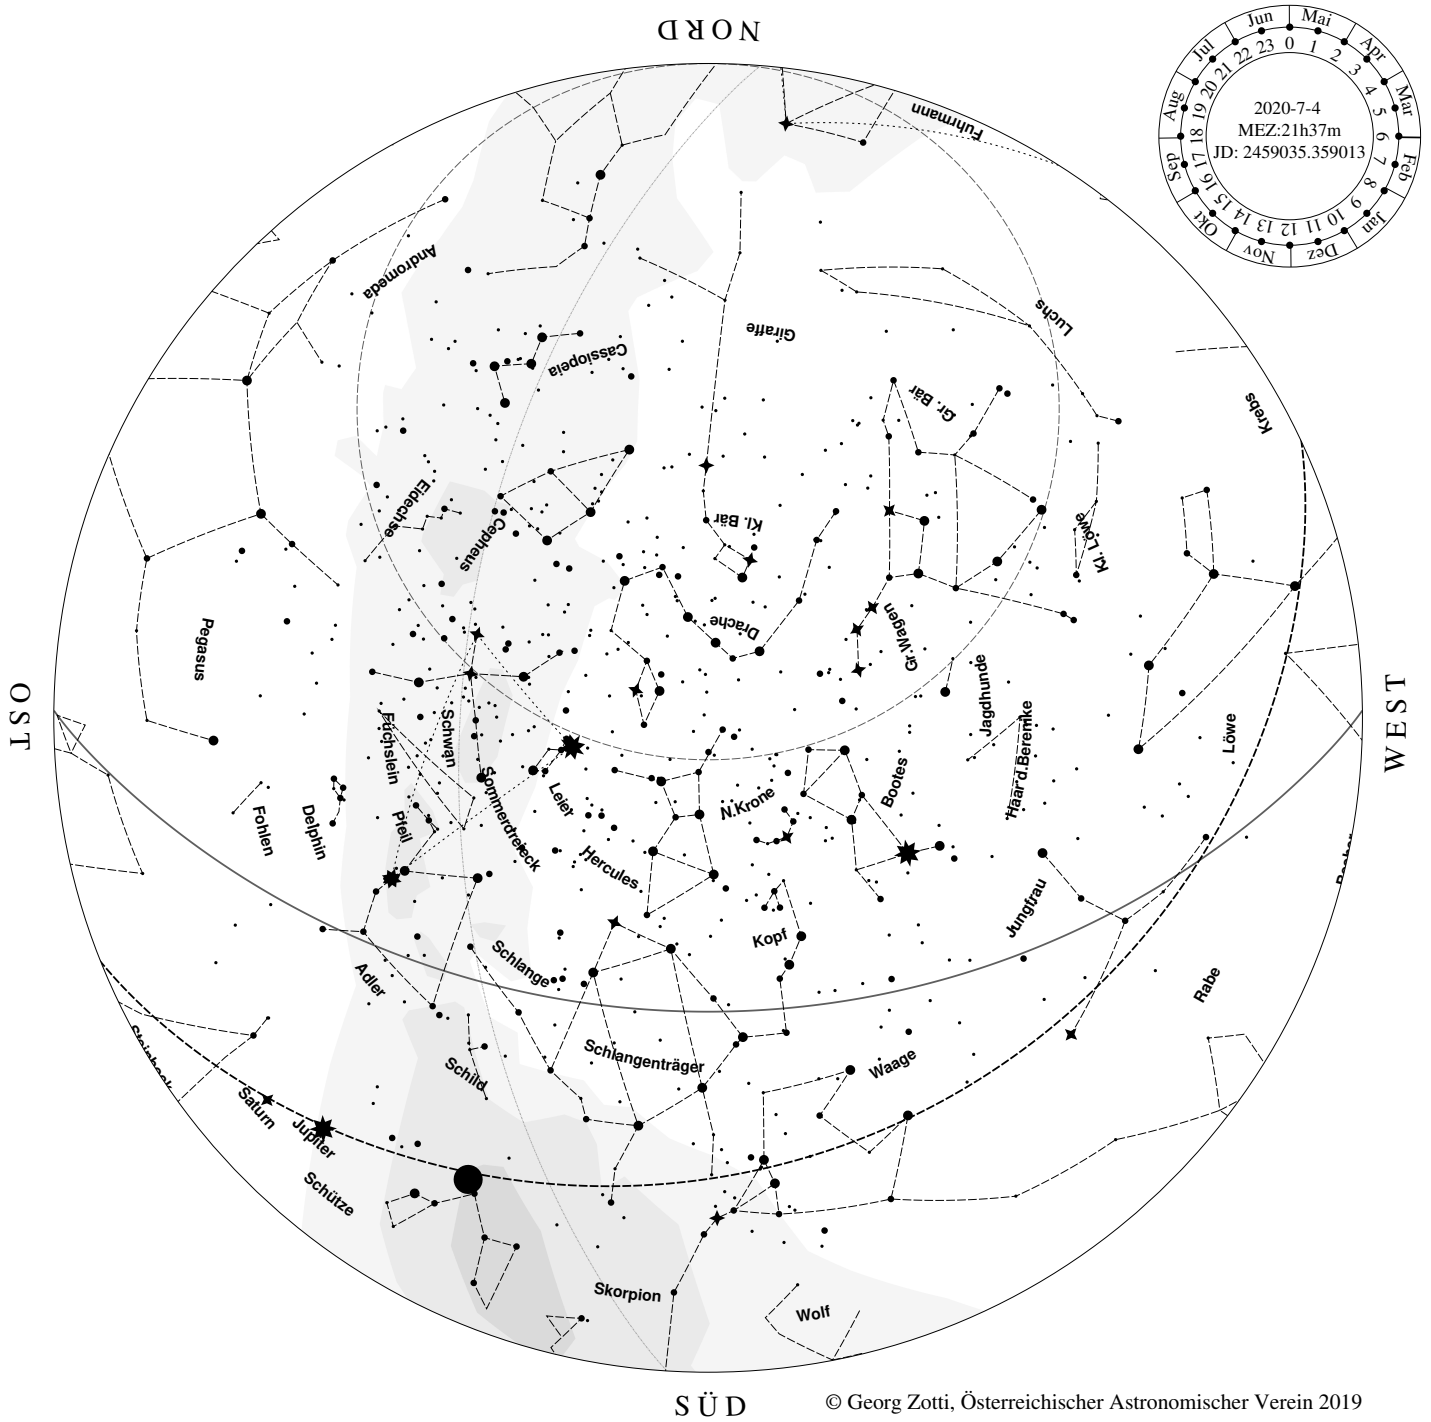 NORD
Jun
Mai
Apr
Mar
Feb
Jan
Dez
Nov
Okt
Sep
Aug
Jul
0 1 2 3 4 5 6 7 8 9 10 11 12 13 14 15 16 17 18 19 20 21 22 23
2020-7-4
MEZ:21h37m
JD: 2459035.359013
Fuhrmann
Andromeda
Luchs
Giraffe
Cassiopeia
Gr. Bär
Krebs
Eidechse
Cepheus
Kl. Bär
Kl. Löwe
Drache
Gr.Wagen
Pegasus
Jagdhunde
OST
WEST
Füchslein
Schwan
Haar d.Berenike
Löwe
Sommerdreieck
Leier
N.Krone
Bootes
Fohlen
Delphin
Pfeil
Hercules
Jungfrau
Kopf
Adler
Schlange
Rabe
Schlangenträger
Waage
Schild
Saturn
Jupiter
Schütze
Skorpion
Wolf
SÜD
© Georg Zotti, Österreichischer Astronomischer Verein 2019